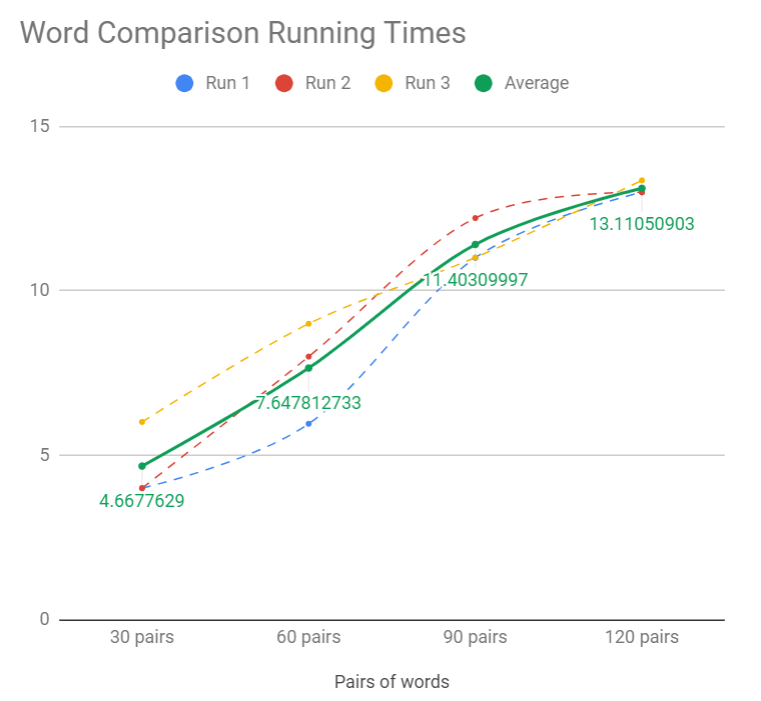 Word Comparison Running Times
Run 1 Run 2 Run 3 Average
15
10
5
0
4.6677629
7.647812733
11.40309997
13.11050903
30 pairs 60 pairs 90 pairs 120 pairs
Pairs of words